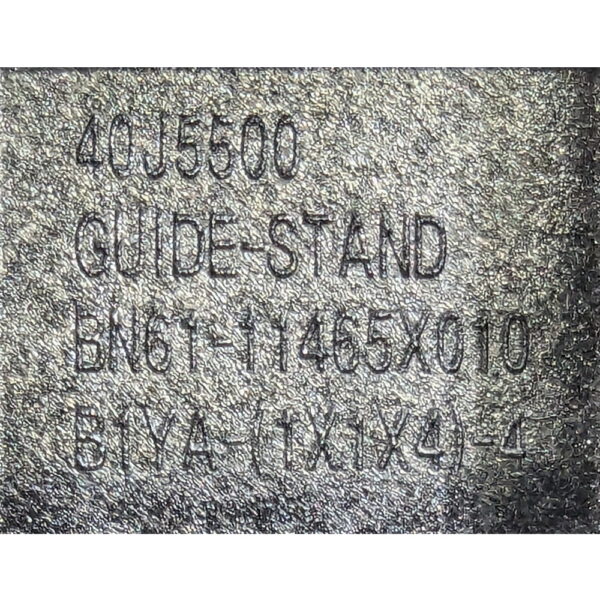 40J5500
GUIDE-STAND
BN61-11465X010
B1YA-(1X1X4)-4